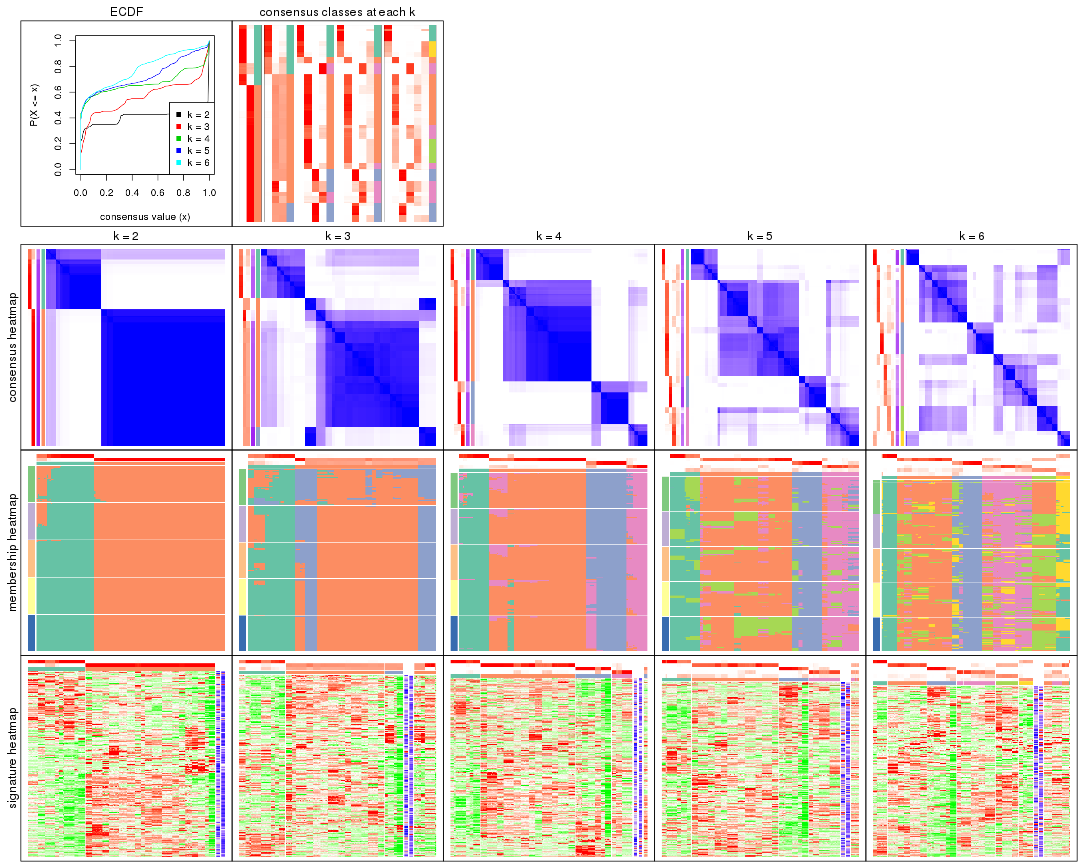 ECDF
consensus classes at each k
P(X <= x)
0.0 0.2 0.4 0.6 0.8 1.0
k = 2
k = 3
k = 4
k = 5
k = 6
0.0 0.2 0.4 0.6 0.8 1.0
consensus value (x)
k = 2
k = 3
k = 4
k = 5
k = 6
consensus heatmap
membership heatmap
signature heatmap